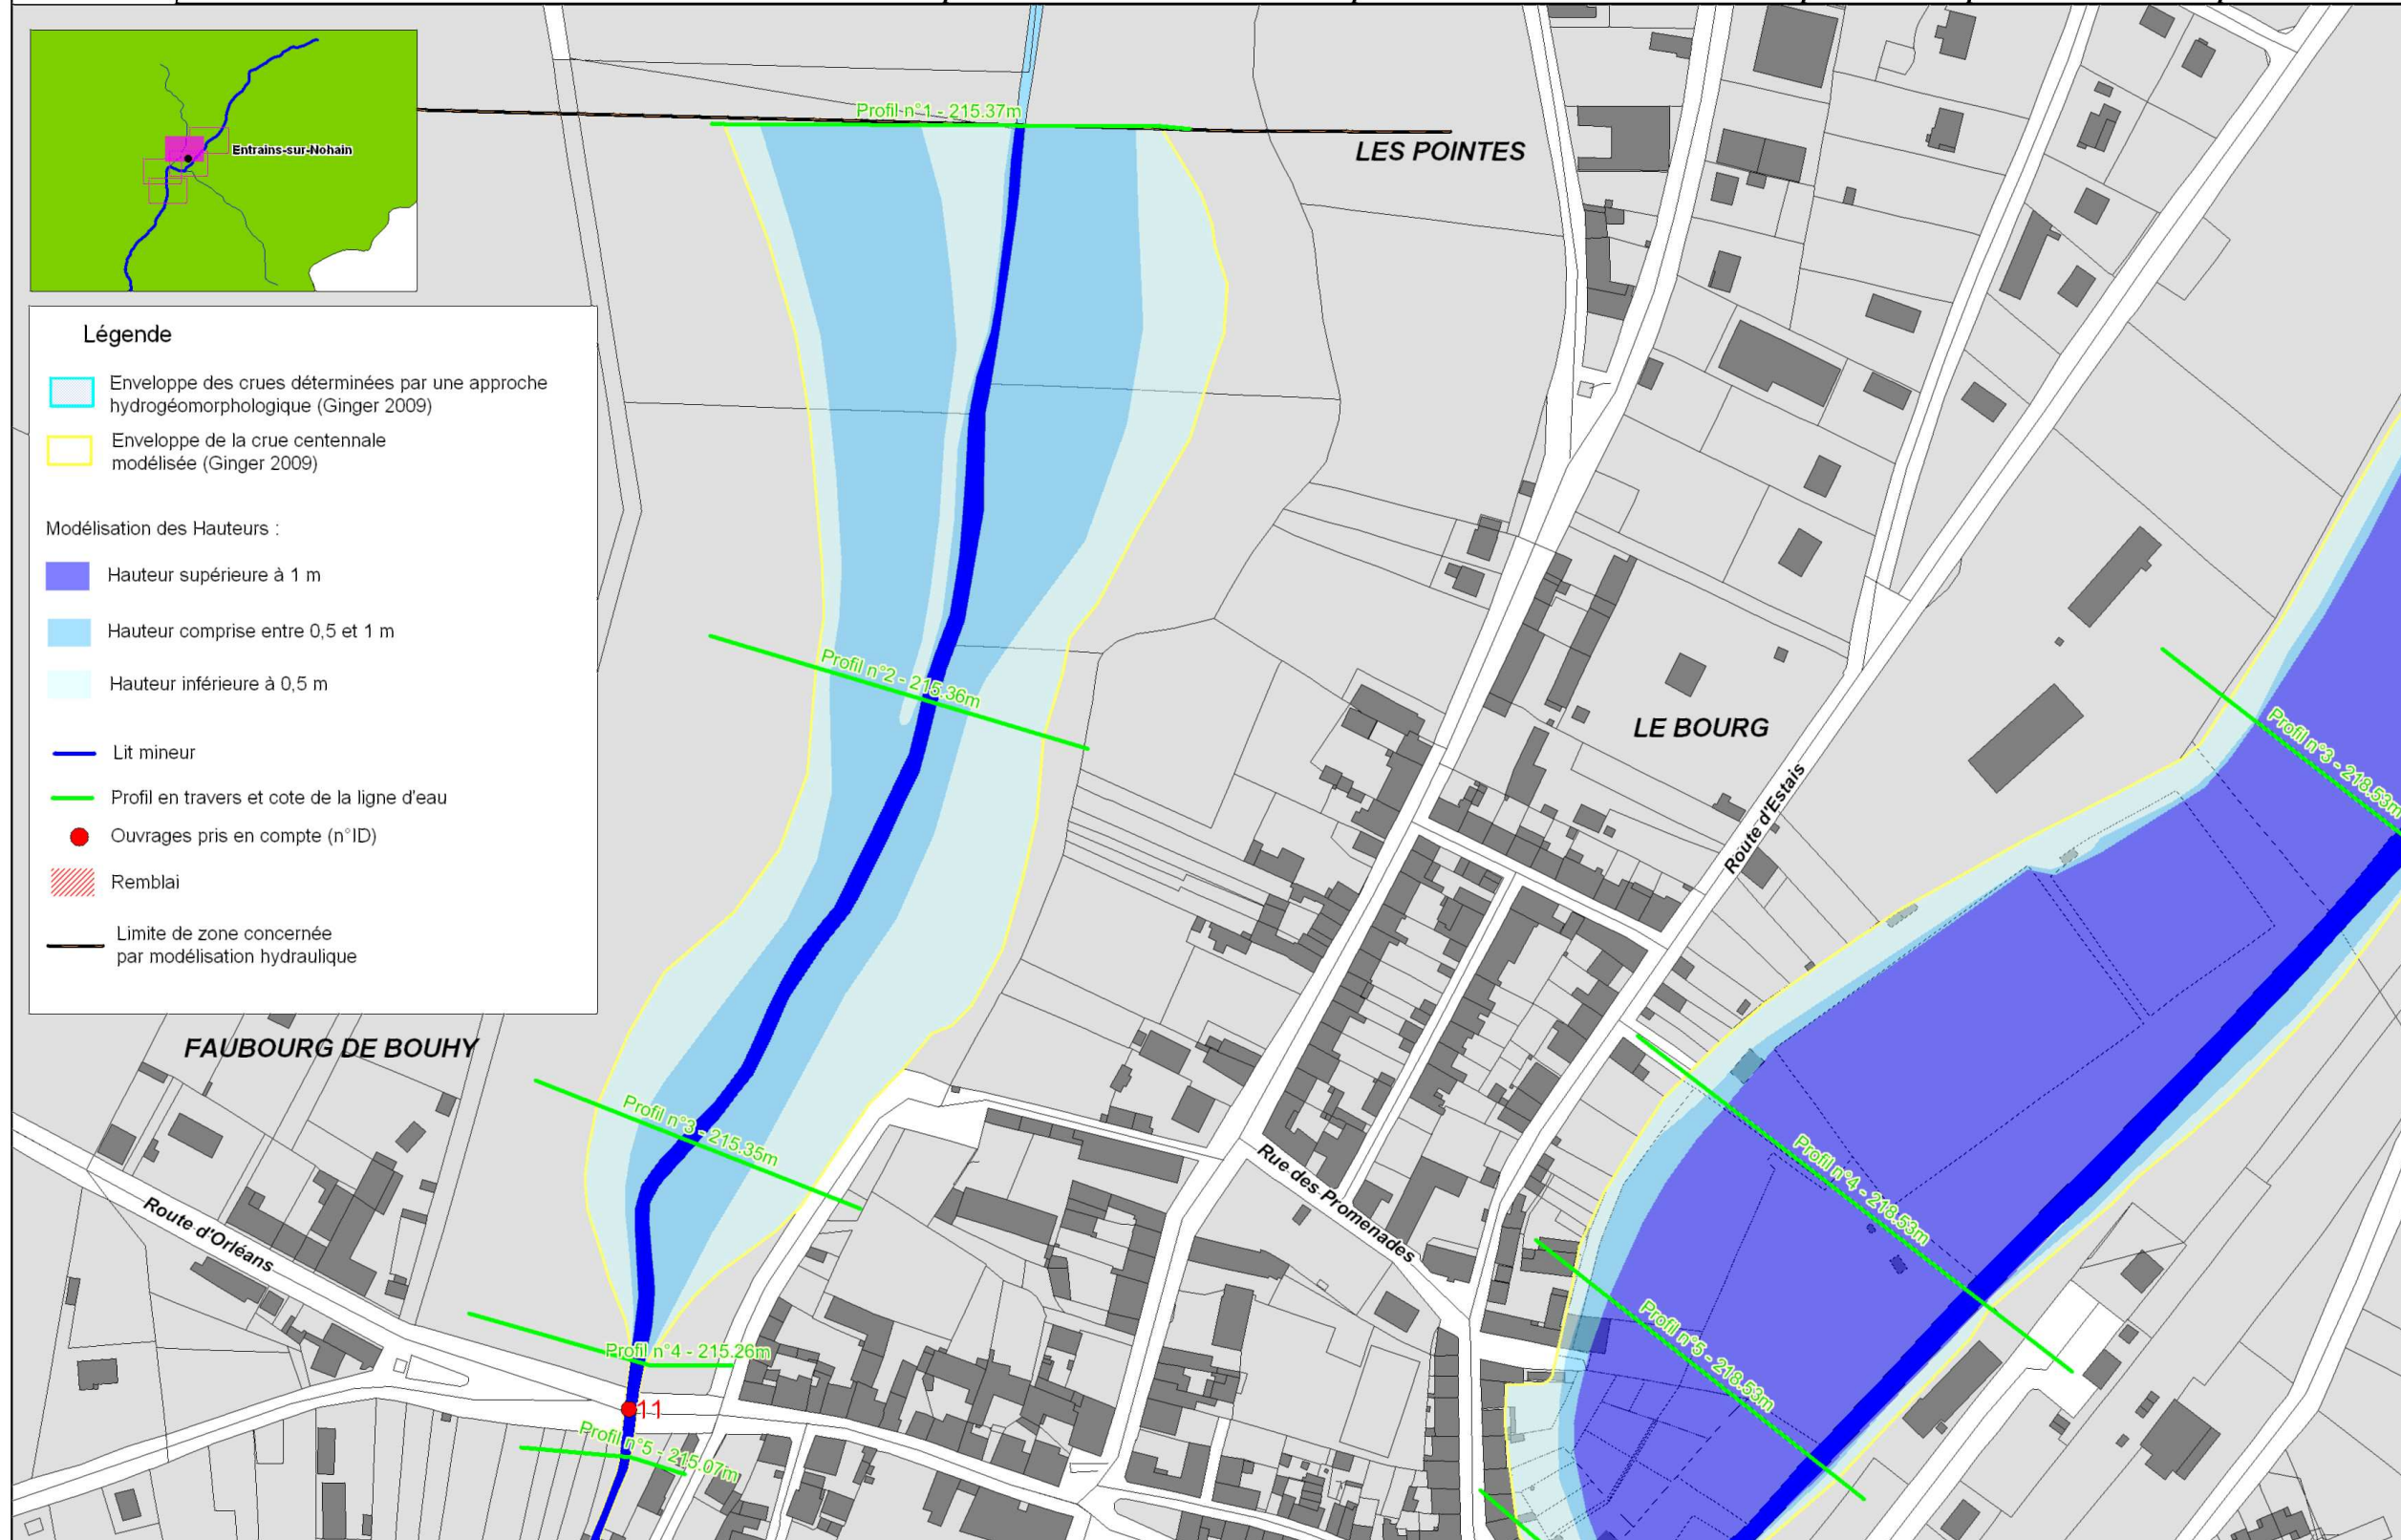 Entrains-sur-Nohain
Légende
Enveloppe des crues déterminées par une approche
hydrogéomorphologique (Ginger 2009)
Enveloppe de la crue centennale
modélisée (Ginger 2009)
Modélisation des Hauteurs :
Hauteur supérieure à 1 m
Hauteur comprise entre 0,5 et 1 m
Hauteur inférieure à 0,5 m
Lit mineur
Profil en travers et cote de la ligne d'eau
Ouvrages pris en compte (n°ID)
Remblai
Limite de zone concernée
par modélisation hydraulique
Profil n°1 - 215.37m
LES POINTES
Profil n°2 - 215.36m
LE BOURG
Profil n°3 - 218.53m
Route d'Estais
FAUBOURG DE BOUHY
Profil n°3 - 215.35m
Rue des Promenades
Profil n°4 - 218.53m
Route d'Orléans
Profil n°5 - 218.53m
Profil n°4 - 215.26m
11
Profil n°5 - 215.07m